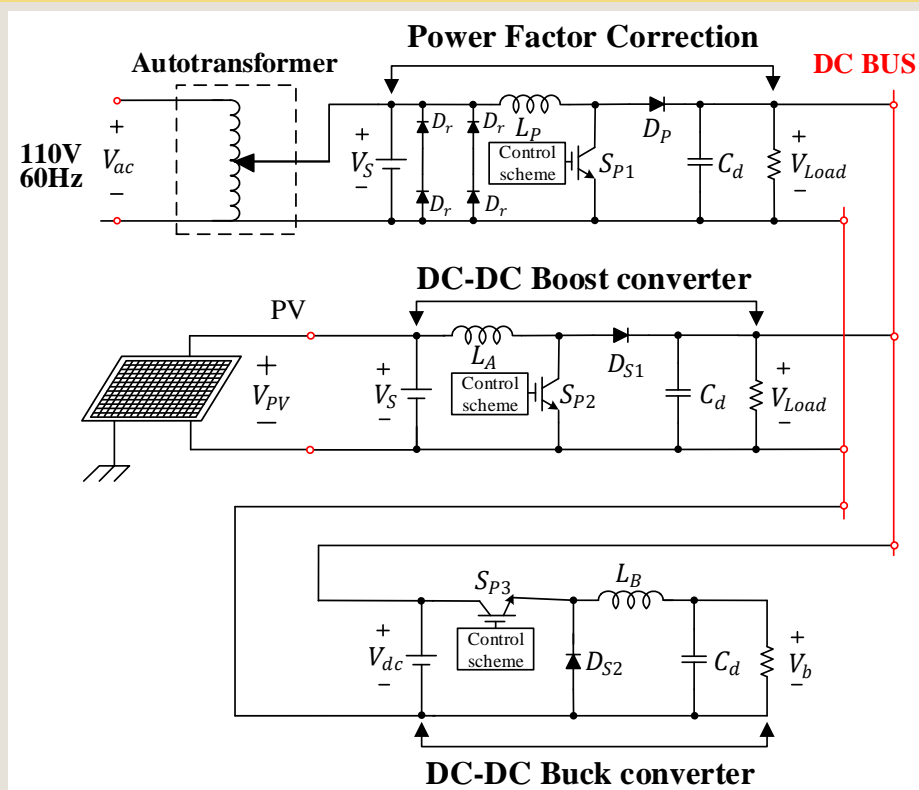 Power Factor Correction
Autotransformer
DC BUS
110V
60Hz
+
V_ac
−
+
V_S
−
D_r
D_r
D_r
D_r
L_P
Control
scheme
S_P1
D_P
C_d
+
V_Load
−
DC-DC Boost converter
PV
+
V_PV
−
+
V_S
−
L_A
Control
scheme
S_P2
D_S1
C_d
+
V_Load
−
S_P3
L_B
+
V_dc
−
Control
scheme
D_S2
C_d
+
V_b
−
DC-DC Buck converter